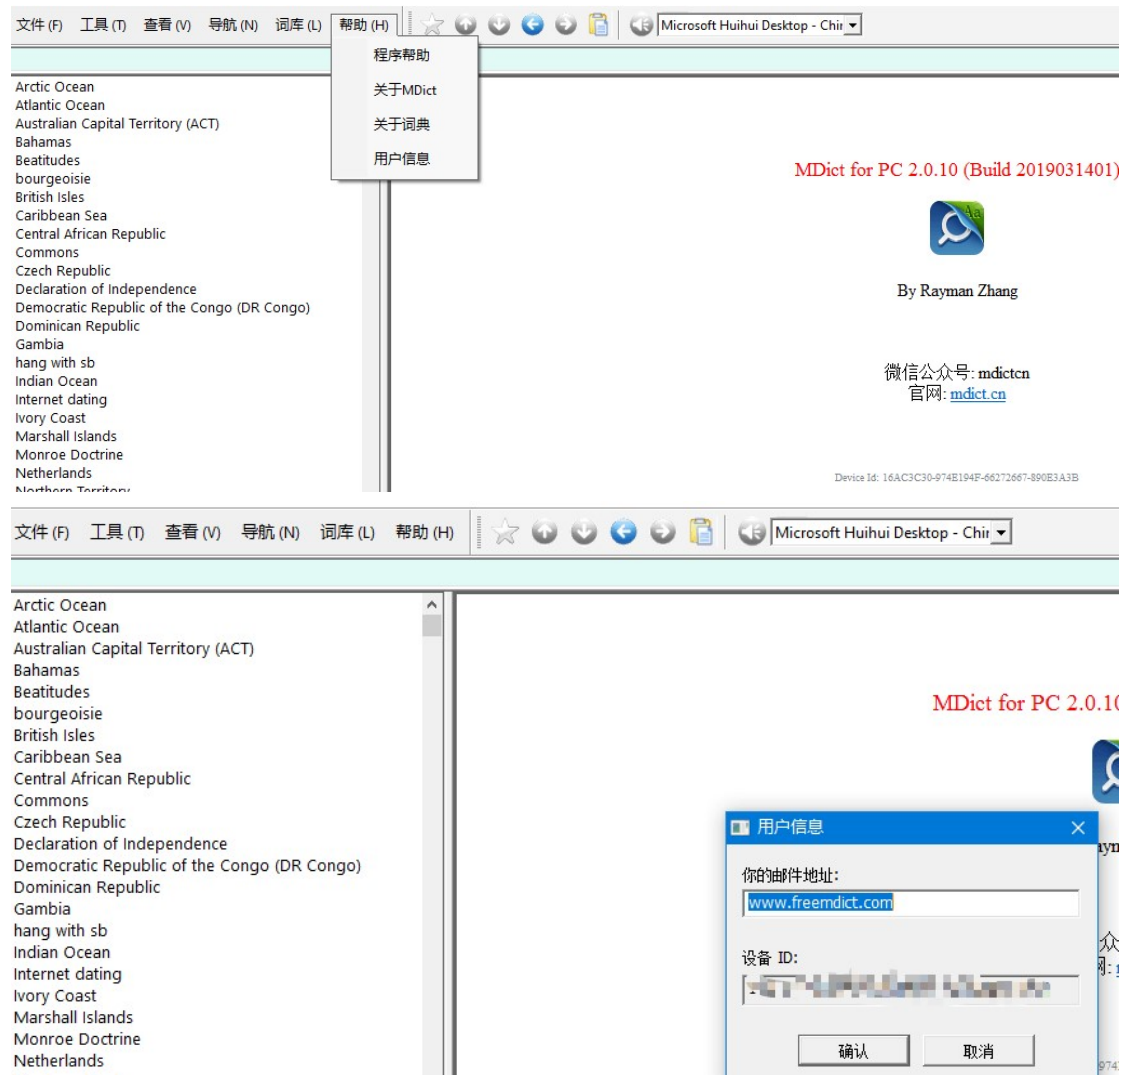 文件 (F) 工具 (T) 查看 (V) 导航 (N) 词库 (L) 帮助 (H) Microsoft Huihui Desktop - Chir
程序帮助
关于MDict
关于词典
用户信息
Arctic Ocean
Atlantic Ocean
Australian Capital Territory (ACT)
Bahamas
Beatitudes
bourgeoisie
British Isles
Caribbean Sea
Central African Republic
Commons
Czech Republic
Declaration of Independence
Democratic Republic of the Congo (DR Congo)
Dominican Republic
Gambia
hang with sb
Indian Ocean
Internet dating
Ivory Coast
Marshall Islands
Monroe Doctrine
Netherlands
Northern Territory
MDict for PC 2.0.10 (Build 2019031401)
Aa
By Rayman Zhang
微信公众号: mdictcn
官网: mdict.cn
Device Id: 16AC3C30-974E194F-66272667-890E3A3B
文件 (F) 工具 (T) 查看 (V) 导航 (N) 词库 (L) 帮助 (H) Microsoft Huihui Desktop - Chir
Arctic Ocean
Atlantic Ocean
Australian Capital Territory (ACT)
Bahamas
Beatitudes
bourgeoisie
British Isles
Caribbean Sea
Central African Republic
Commons
Czech Republic
Declaration of Independence
Democratic Republic of the Congo (DR Congo)
Dominican Republic
Gambia
hang with sb
Indian Ocean
Internet dating
Ivory Coast
Marshall Islands
Monroe Doctrine
Netherlands
MDict for PC 2.0.10
用户信息
你的邮件地址:
www.freemdict.com
设备 ID:
确认 取消
ayn
众
网:
974